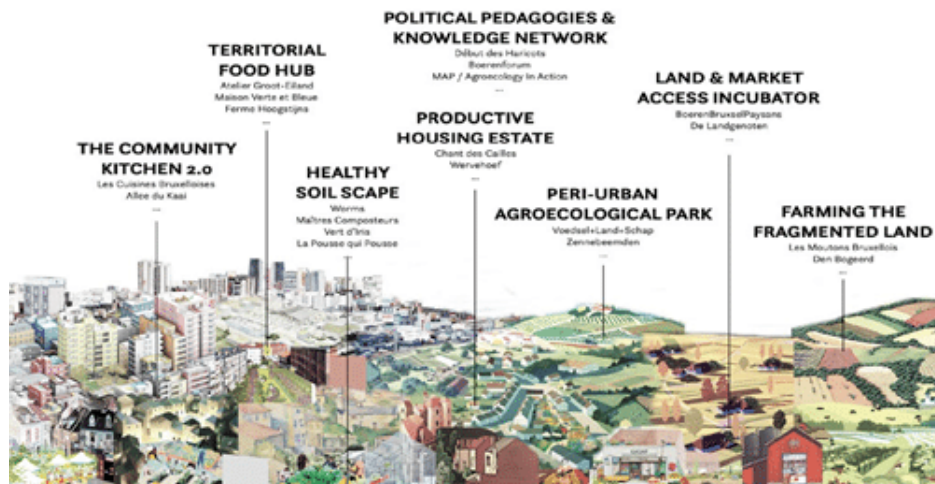 POLITICAL PEDAGOGIES &
KNOWLEDGE NETWORK
Début des Haricots
Boerenforum
MAP / Agroecology In Action
...
TERRITORIAL
FOOD HUB
Atelier Groot-Eiland
Maison Verte et Bleue
Ferme Hoogstijns
...
LAND & MARKET
ACCESS INCUBATOR
BoerenBruxselPaysans
De Landgenoten
...
PRODUCTIVE
HOUSING ESTATE
Chant des Cailles
Wervehoef
...
THE COMMUNITY
KITCHEN 2.0
Les Cuisines Bruxelloises
Allee du Kaai
...
HEALTHY
SOIL SCAPE
Worms
Maîtres Composteurs
Vert d'Iris
La Pousse qui Pousse
...
PERI-URBAN
AGROECOLOGICAL PARK
Voedsel+Land+Schap
Zennebeemden
...
FARMING THE
FRAGMENTED LAND
Les Moutons Bruxellois
Den Bogeerd
...